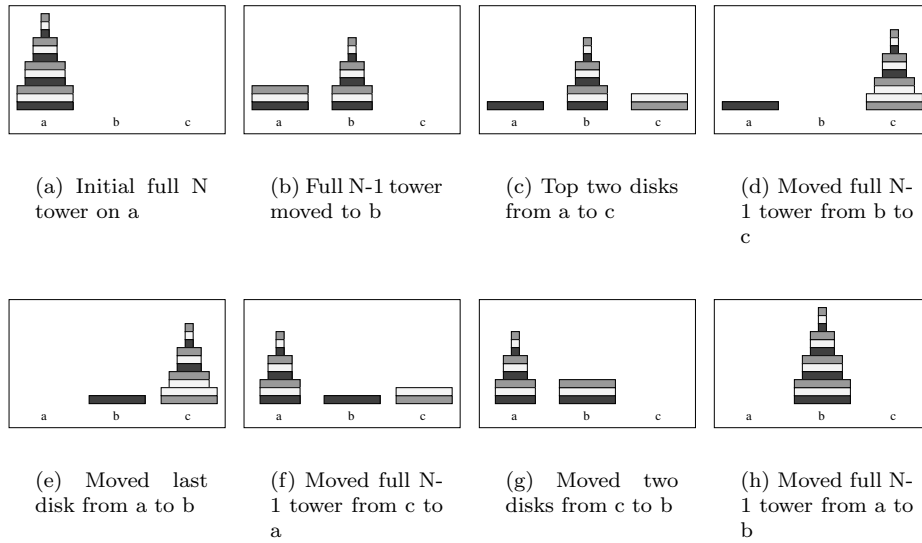 a b c
a b c
a b c
a b c
(a) Initial full N
tower on a
(b) Full N-1 tower
moved to b
(c) Top two disks
from a to c
(d) Moved full N-
1 tower from b to
c
a b c
a b c
a b c
a b c
(e) Moved last
disk from a to b
(f) Moved full N-
1 tower from c to
a
(g) Moved two
disks from c to b
(h) Moved full N-
1 tower from a to
b